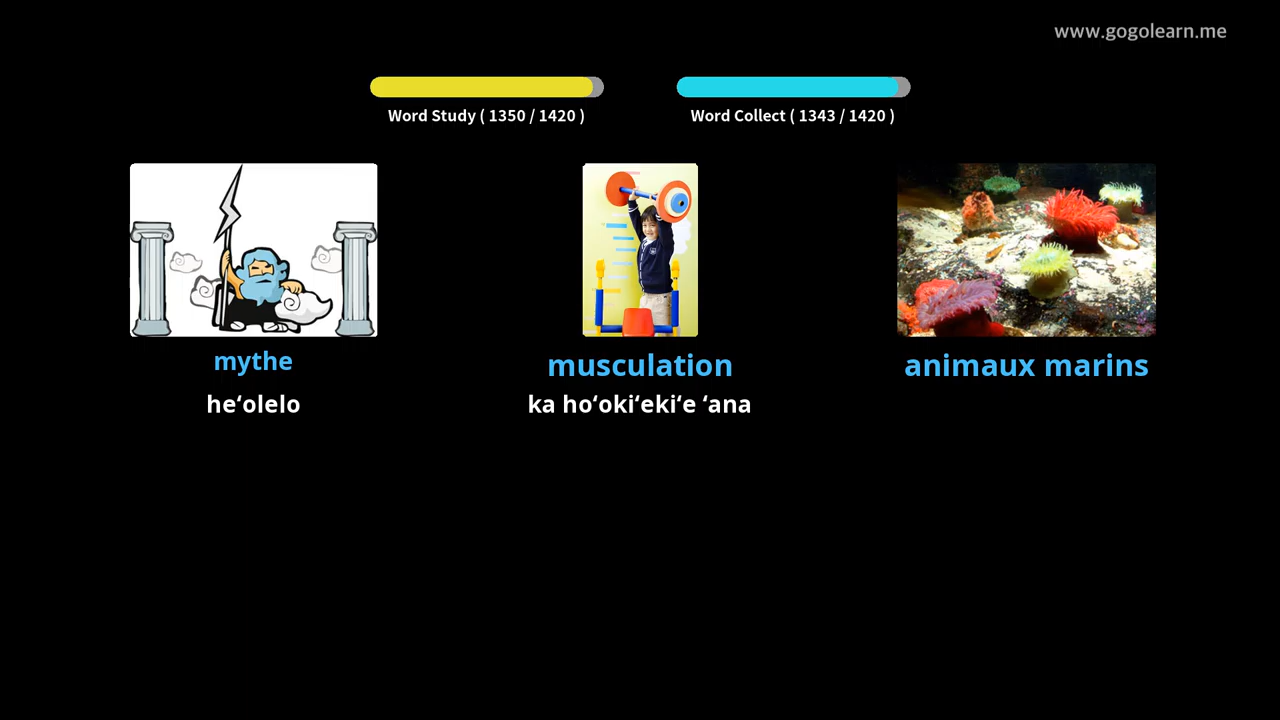 www.gogolearn.me
Word Study ( 1350 / 1420 )
Word Collect ( 1343 / 1420 )
mythe
musculation
animaux marins
heʻolelo
ka hoʻokiʻekiʻe ʻana